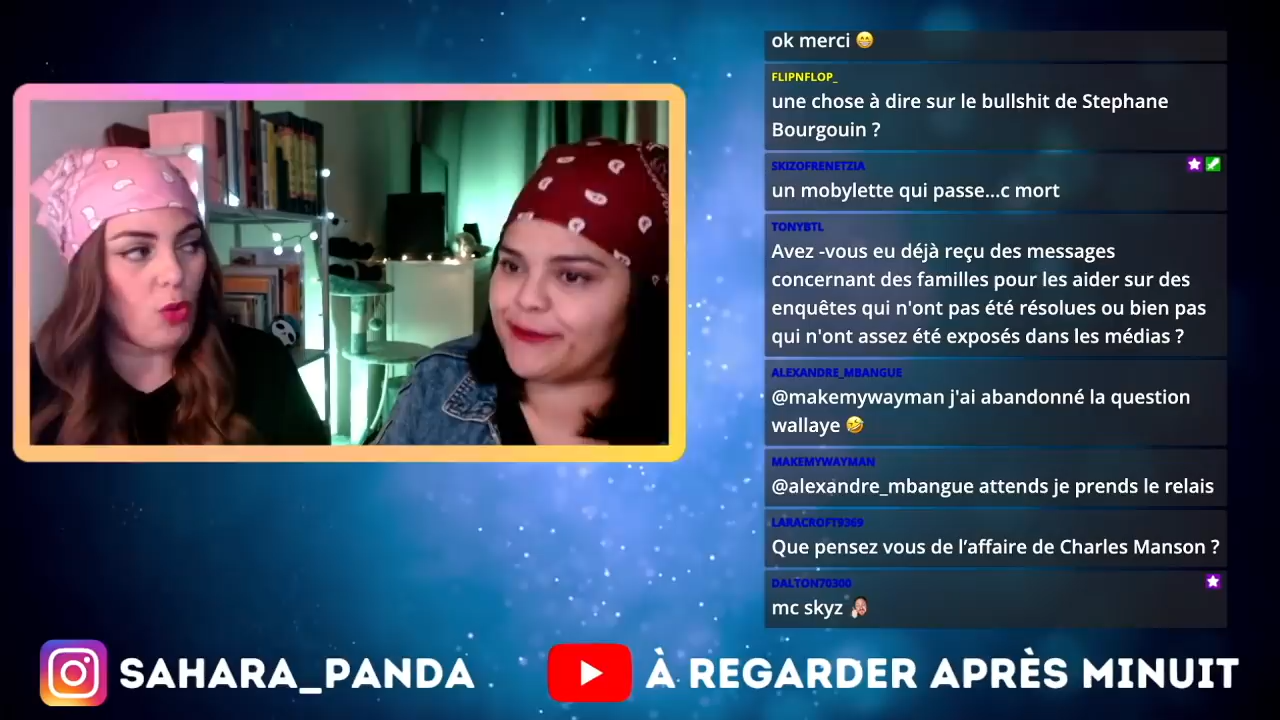 ok merci 😁
FLIPNFLOP_
une chose à dire sur le bullshit de Stephane
Bourgouin ?
SKIZOFRENETZIA
un mobylette qui passe...c mort
TONYBTL
Avez -vous eu déjà reçu des messages
concernant des familles pour les aider sur des
enquêtes qui n'ont pas été résolues ou bien pas
qui n'ont assez été exposés dans les médias ?
ALEXANDRE_MBANGUE
@makemywayman j'ai abandonné la question
wallaye 🤣
MAKEMYWAYMAN
@alexandre_mbangue attends je prends le relais
LARACROFT9369
Que pensez vous de l’affaire de Charles Manson ?
DALTON70300
mc skyz
SAHARA_PANDA
À REGARDER APRÈS MINUIT